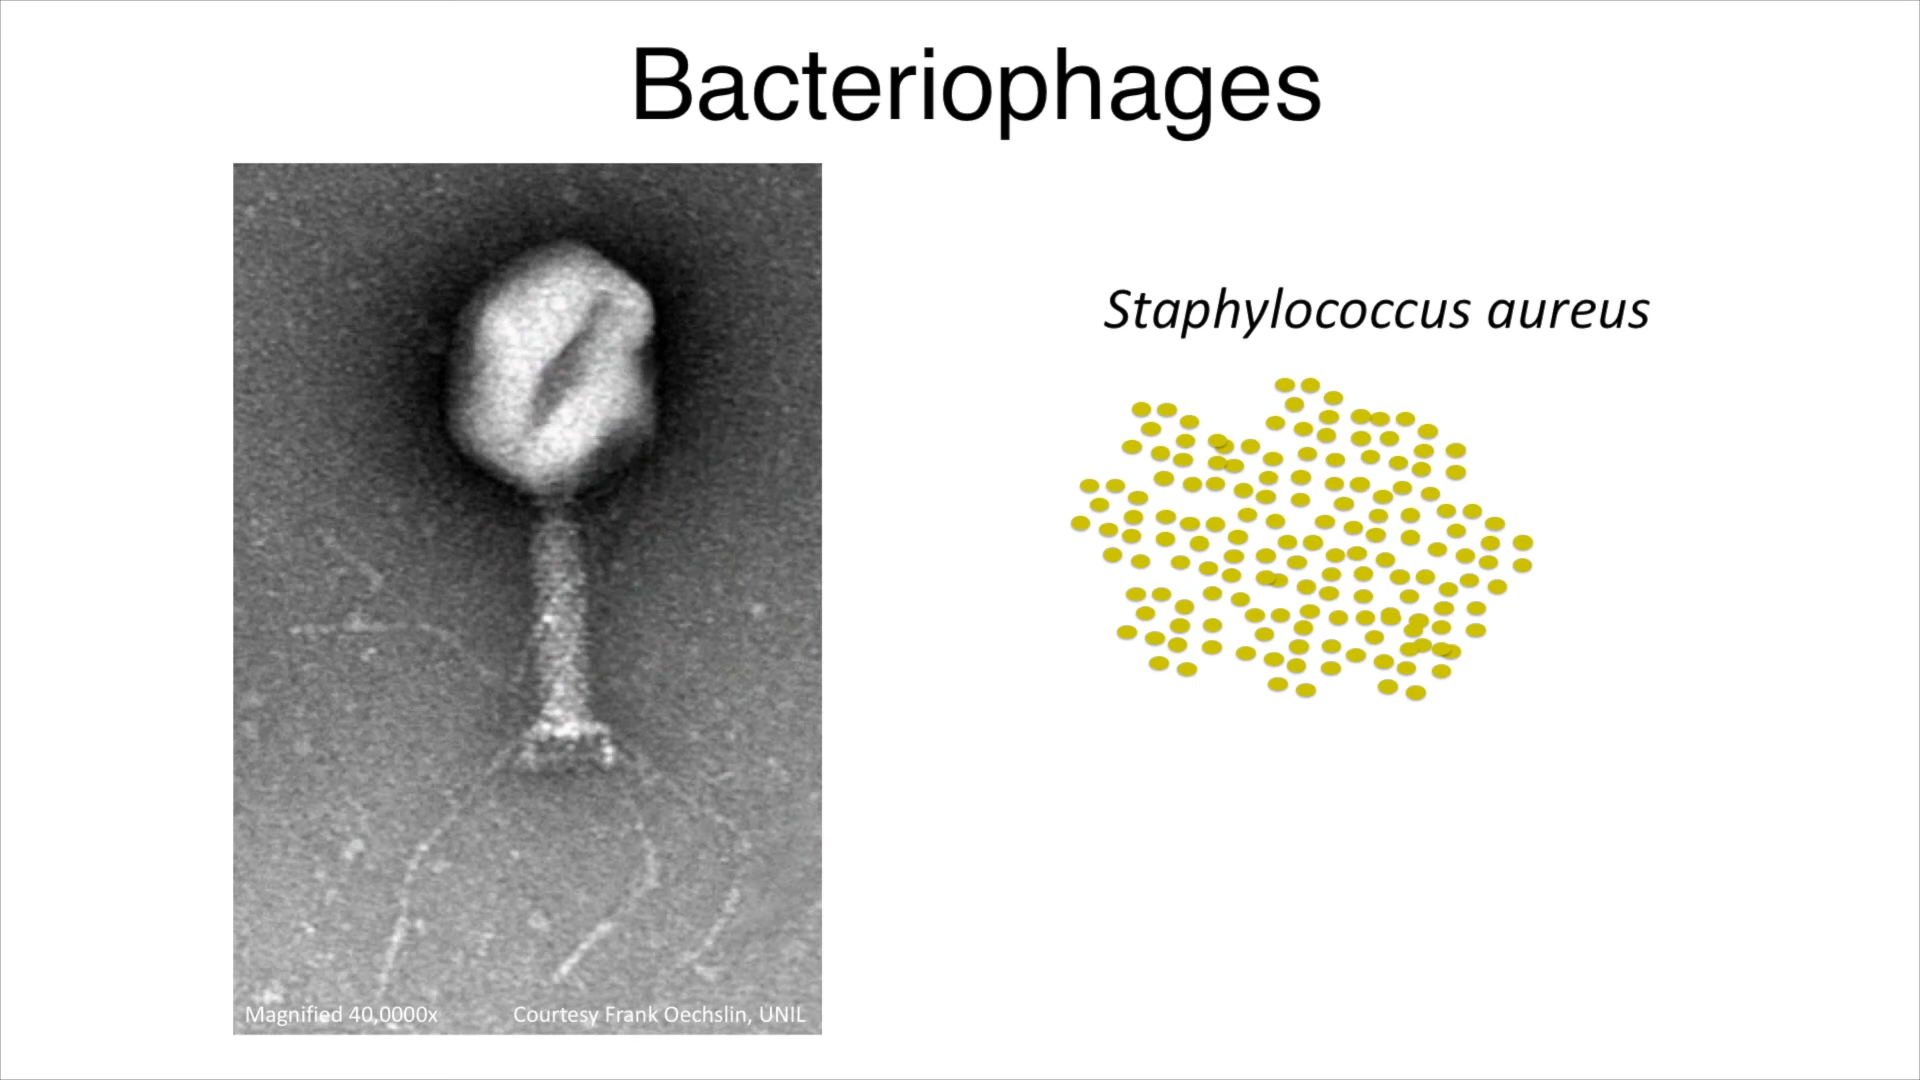 Bacteriophages
Staphylococcus aureus
Magnified 40,0000x
Courtesy Frank Oechslin, UNIL